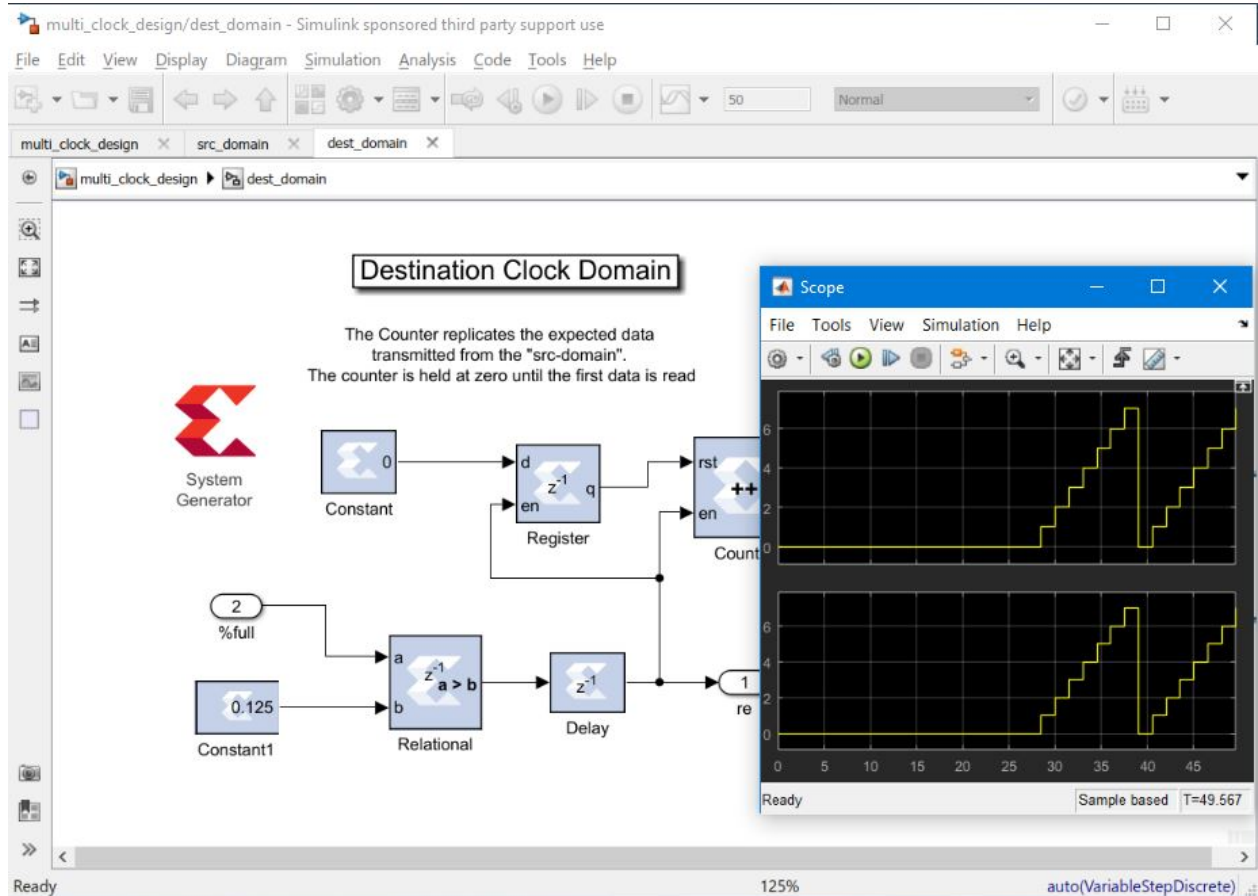 multi_clock_design/dest_domain - Simulink sponsored third party support use
File Edit View Display Diagram Simulation Analysis Code Tools Help
50 Normal
multi_clock_design src_domain dest_domain
multi_clock_design dest_domain
Destination Clock Domain
The Counter replicates the expected data
transmitted from the "src-domain".
The counter is held at zero until the first data is read
System
Generator
0
Constant
d
z-1 q
en
Register
rst
++
en
Count
2
%full
0.125
Constant1
a
z-1
a > b
b
Relational
z-1
Delay
1
re
Scope
File Tools View Simulation Help
6
4
2
0
6
4
2
0
0 5 10 15 20 25 30 35 40 45
Ready Sample based T=49.567
Ready 125% auto(VariableStepDiscrete)